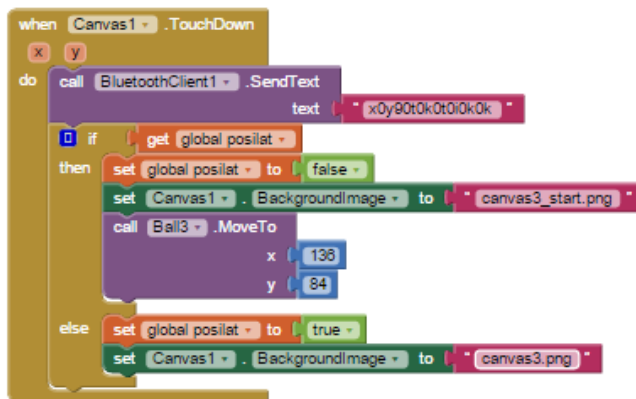 when Canvas1 .TouchDown
x y
do call BluetoothClient1 .SendText
text " x0y90t0k0t0i0k0k "
if get global posilat
then set global posilat to false
set Canvas1 . BackgroundImage to " canvas3_start.png "
call Ball3 .MoveTo
x 136
y 84
else set global posilat to true
set Canvas1 . BackgroundImage to " canvas3.png "